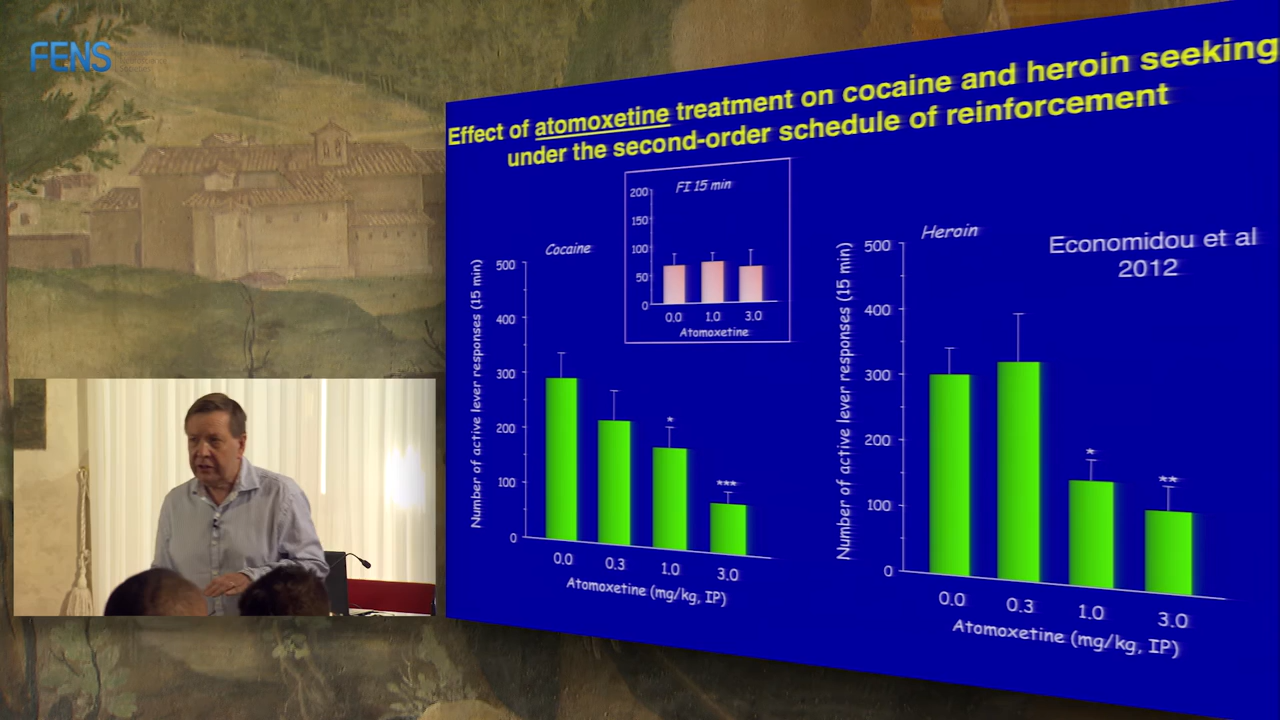 FENS
Effect of atomoxetine treatment on cocaine and heroin seeking
under the second-order schedule of reinforcement
FI 15 min
200
150
100
50
0
0.0 1.0 3.0
Atomoxetine
Cocaine
Number of active lever responses (15 min)
500
400
300
200
100
0
*
***
0.0 0.3 1.0 3.0
Atomoxetine (mg/kg, IP)
Heroin
Economidou et al
2012
Number of active lever responses (15 min)
500
400
300
200
100
0
*
**
0.0 0.3 1.0 3.0
Atomoxetine (mg/kg, IP)